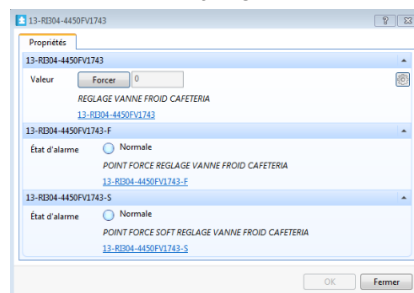 13-RI304-4450FV1743
Propriétés
13-RI304-4450FV1743
Valeur Forcer 0
REGLAGE VANNE FROID CAFETERIA
13-RI304-4450FV1743
13-RI304-4450FV1743-F
État d'alarme Normale
POINT FORCE REGLAGE VANNE FROID CAFETERIA
13-RI304-4450FV1743-F
13-RI304-4450FV1743-S
État d'alarme Normale
POINT FORCE SOFT REGLAGE VANNE FROID CAFETERIA
13-RI304-4450FV1743-S
OK Fermer